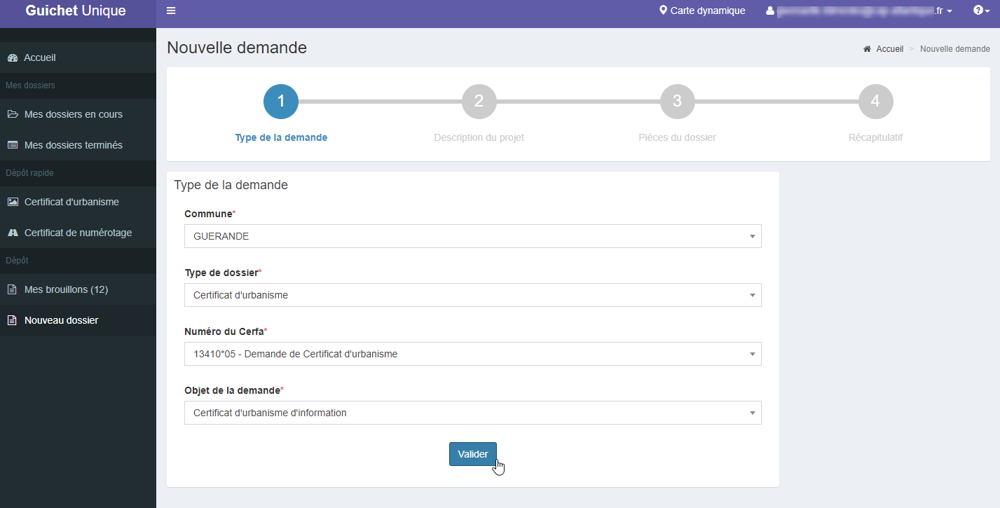 Guichet Unique
Carte dynamique
.fr
Accueil
Mes dossiers
Mes dossiers en cours
Mes dossiers terminés
Dépôt rapide
Certificat d'urbanisme
Certificat de numérotage
Dépôt
Mes brouillons (12)
Nouveau dossier
Nouvelle demande
Accueil > Nouvelle demande
1
2
3
4
Type de la demande
Description du projet
Pièces du dossier
Récapitulatif
Type de la demande
Commune*
GUERANDE
Type de dossier*
Certificat d'urbanisme
Numéro du Cerfa*
13410*05 - Demande de Certificat d'urbanisme
Objet de la demande*
Certificat d'urbanisme d'information
Valider